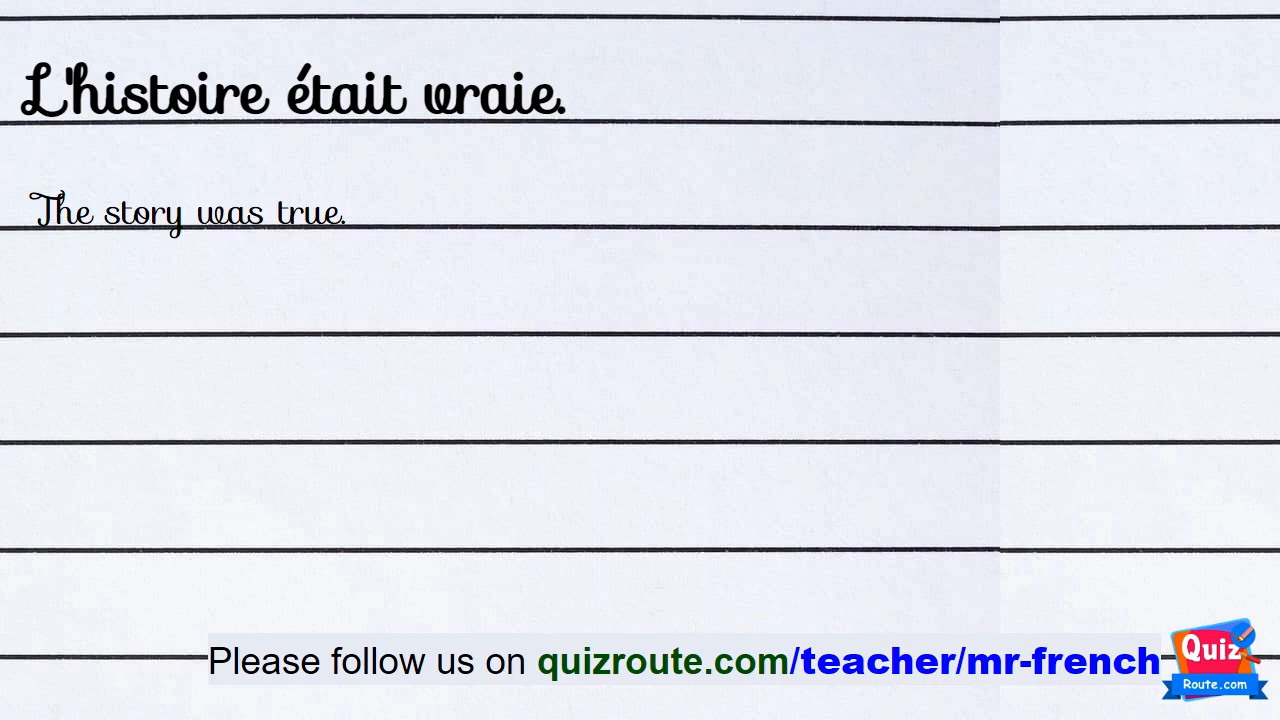 L'histoire était vraie.
The story was true.
Please follow us on quizroute.com/teacher/mr-french
Quiz
Route.com